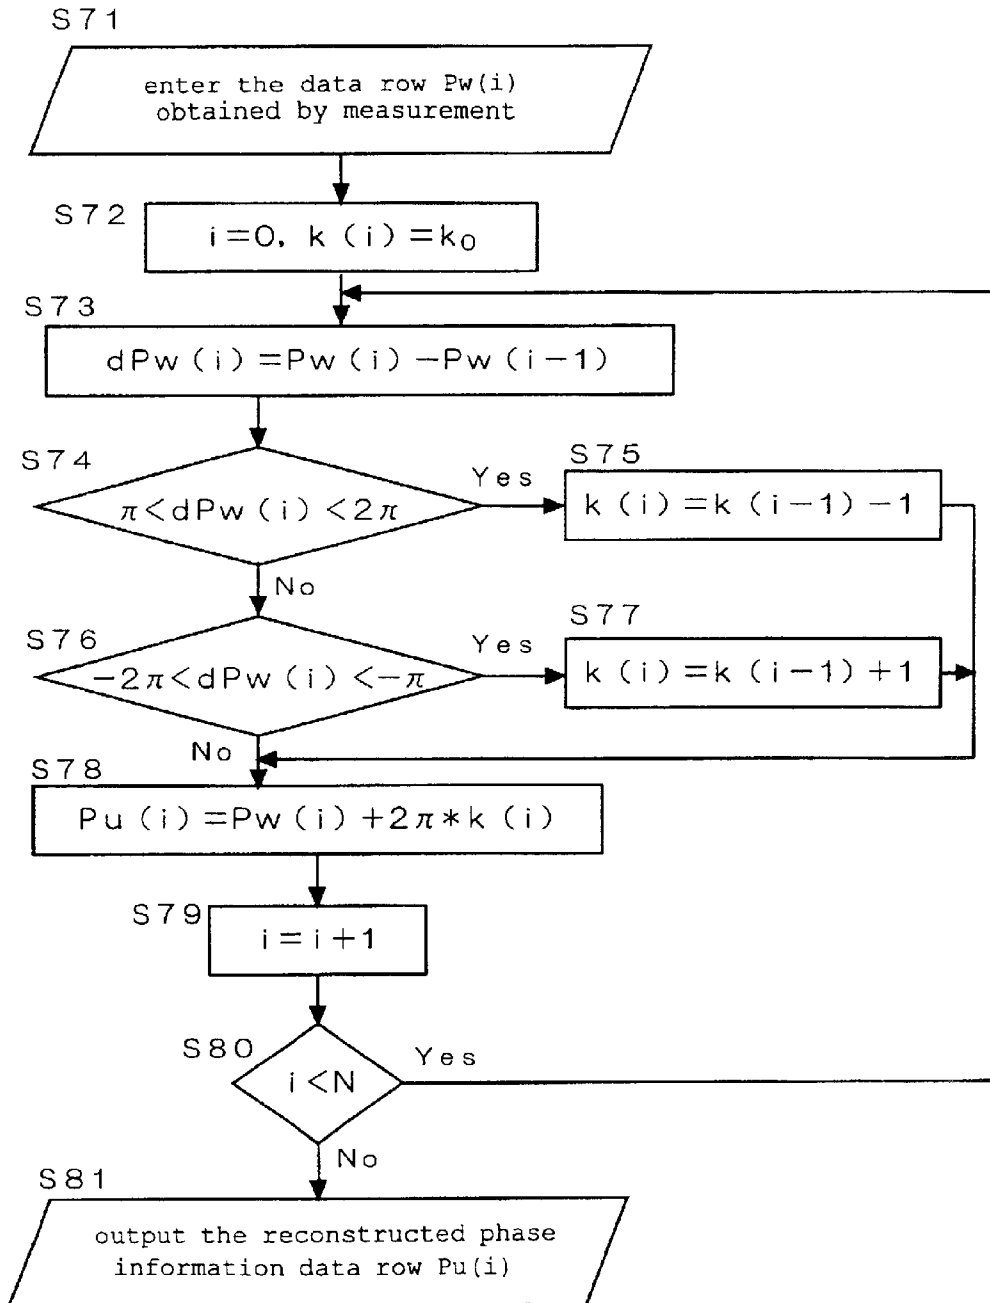 S71
enter the data row Pw(i)
obtained by measurement
S72
i=0, k (i) =k₀
S73
dPw (i) =Pw (i) -Pw (i-1)
S74
π<dPw (i) <2π
Yes
S75
k (i) =k (i-1) -1
No
S76
-2π<dPw (i) <-π
Yes
S77
k (i) =k (i-1) +1
No
S78
Pu (i) =Pw (i) +2π*k (i)
S79
i=i+1
S80
i<N
Yes
No
S81
output the reconstructed phase
information data row Pu(i)